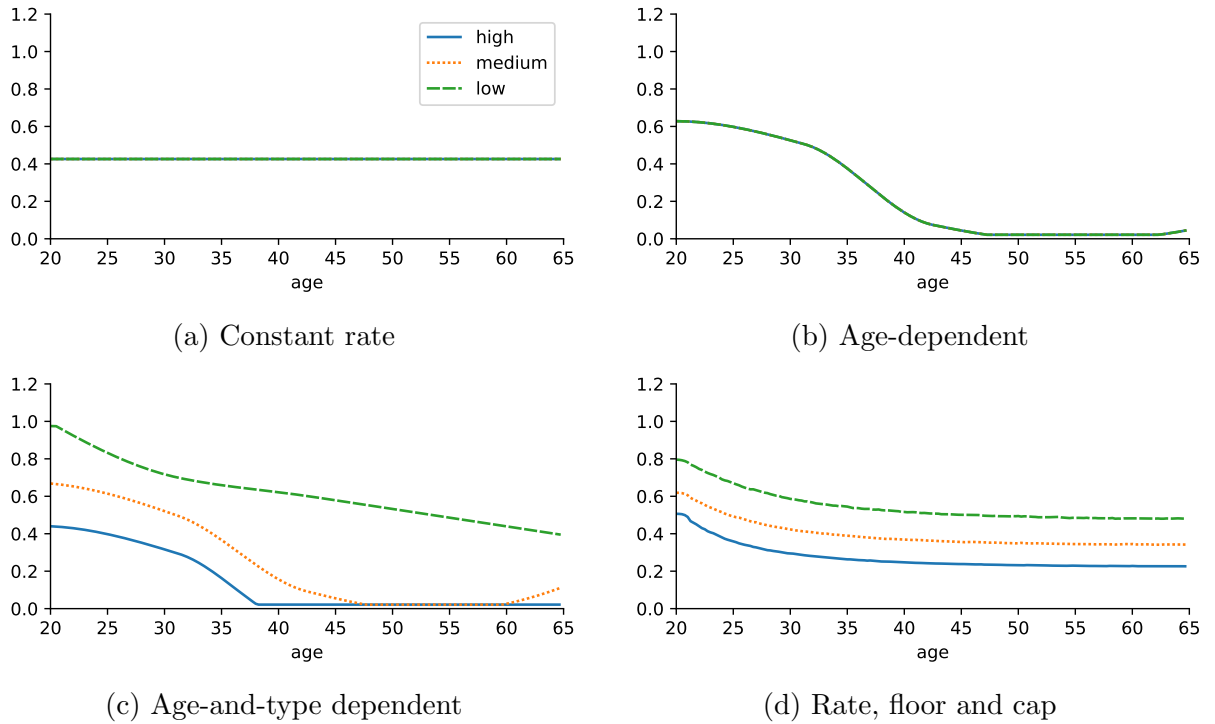 1.2
1.0
0.8
0.6
0.4
0.2
0.0
20 25 30 35 40 45 50 55 60 65
age
high
medium
low
(a) Constant rate
1.2
1.0
0.8
0.6
0.4
0.2
0.0
20 25 30 35 40 45 50 55 60 65
age
(b) Age-dependent
1.2
1.0
0.8
0.6
0.4
0.2
0.0
20 25 30 35 40 45 50 55 60 65
age
(c) Age-and-type dependent
1.2
1.0
0.8
0.6
0.4
0.2
0.0
20 25 30 35 40 45 50 55 60 65
age
(d) Rate, floor and cap